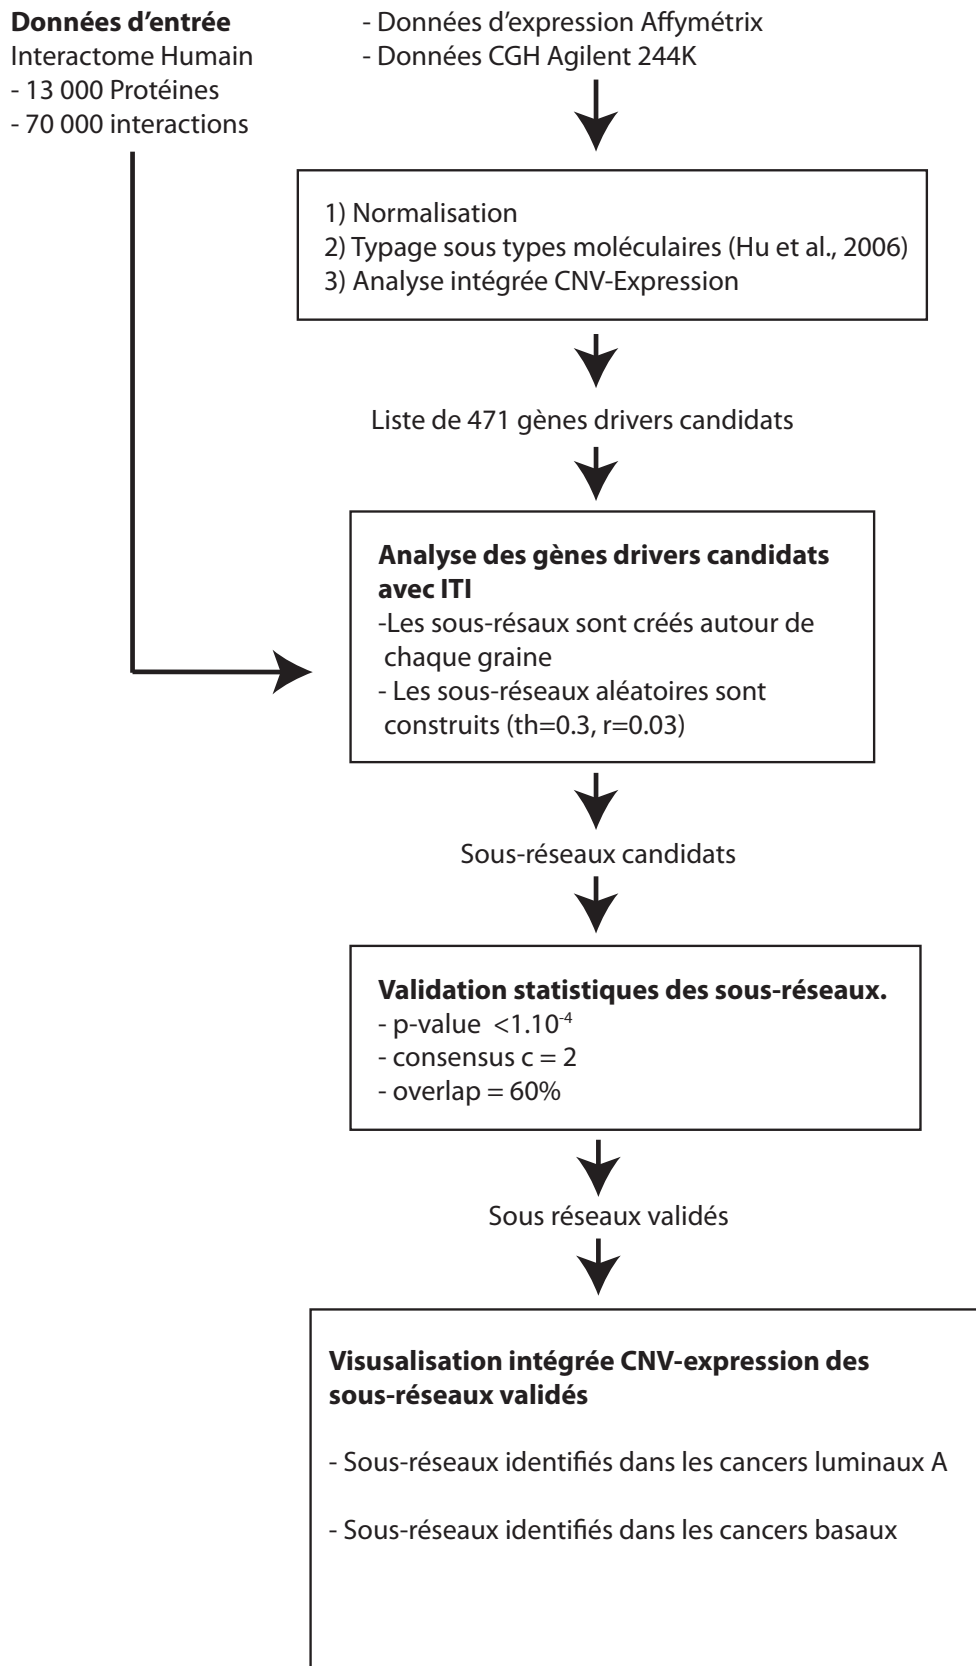 Données d'entrée
Interactome Humain
- 13 000 Protéines
- 70 000 interactions
- Données d'expression Affymétrix
- Données CGH Agilent 244K
1) Normalisation
2) Typage sous types moléculaires (Hu et al., 2006)
3) Analyse intégrée CNV-Expression
Liste de 471 gènes drivers candidats
Analyse des gènes drivers candidats
avec ITI
-Les sous-résaux sont créés autour de
chaque graine
- Les sous-réseaux aléatoires sont
construits (th=0.3, r=0.03)
Sous-réseaux candidats
Validation statistiques des sous-réseaux.
- p-value <1.10⁻⁴
- consensus c = 2
- overlap = 60%
Sous réseaux validés
Visusalisation intégrée CNV-expression des
sous-réseaux validés
- Sous-réseaux identifiés dans les cancers luminaux A
- Sous-réseaux identifiés dans les cancers basaux